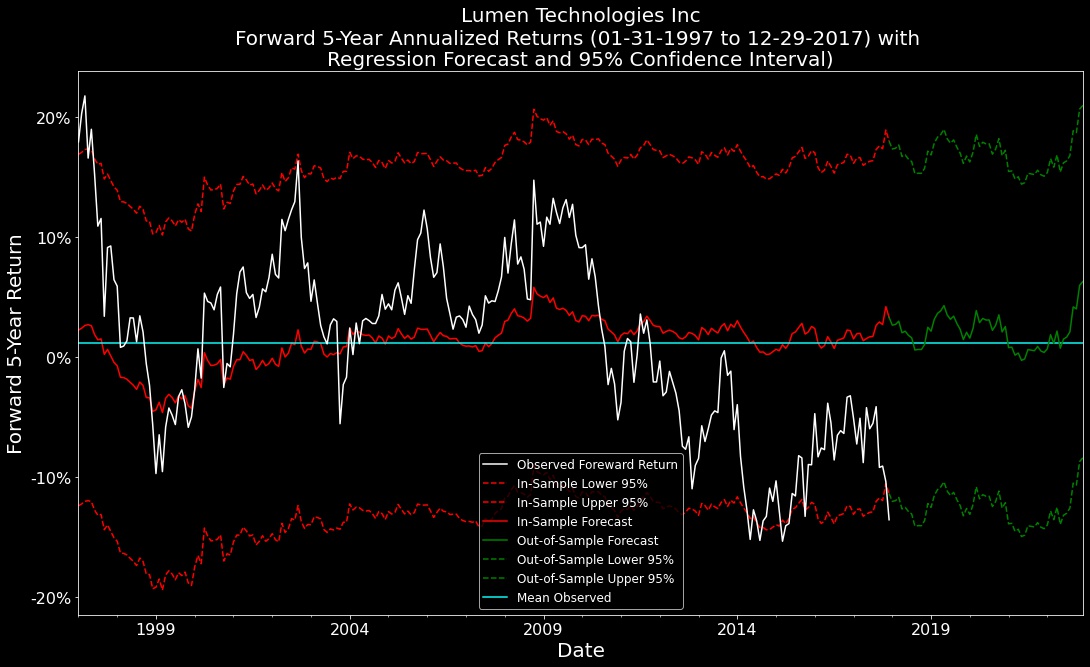 Lumen Technologies Inc
Forward 5-Year Annualized Returns (01-31-1997 to 12-29-2017) with
Regression Forecast and 95% Confidence Interval)
Forward 5-Year Return
20%
10%
0%
-10%
-20%
Observed Foreward Return
In-Sample Lower 95%
In-Sample Upper 95%
In-Sample Forecast
Out-of-Sample Forecast
Out-of-Sample Lower 95%
Out-of-Sample Upper 95%
Mean Observed
1999 2004 2009 2014 2019
Date